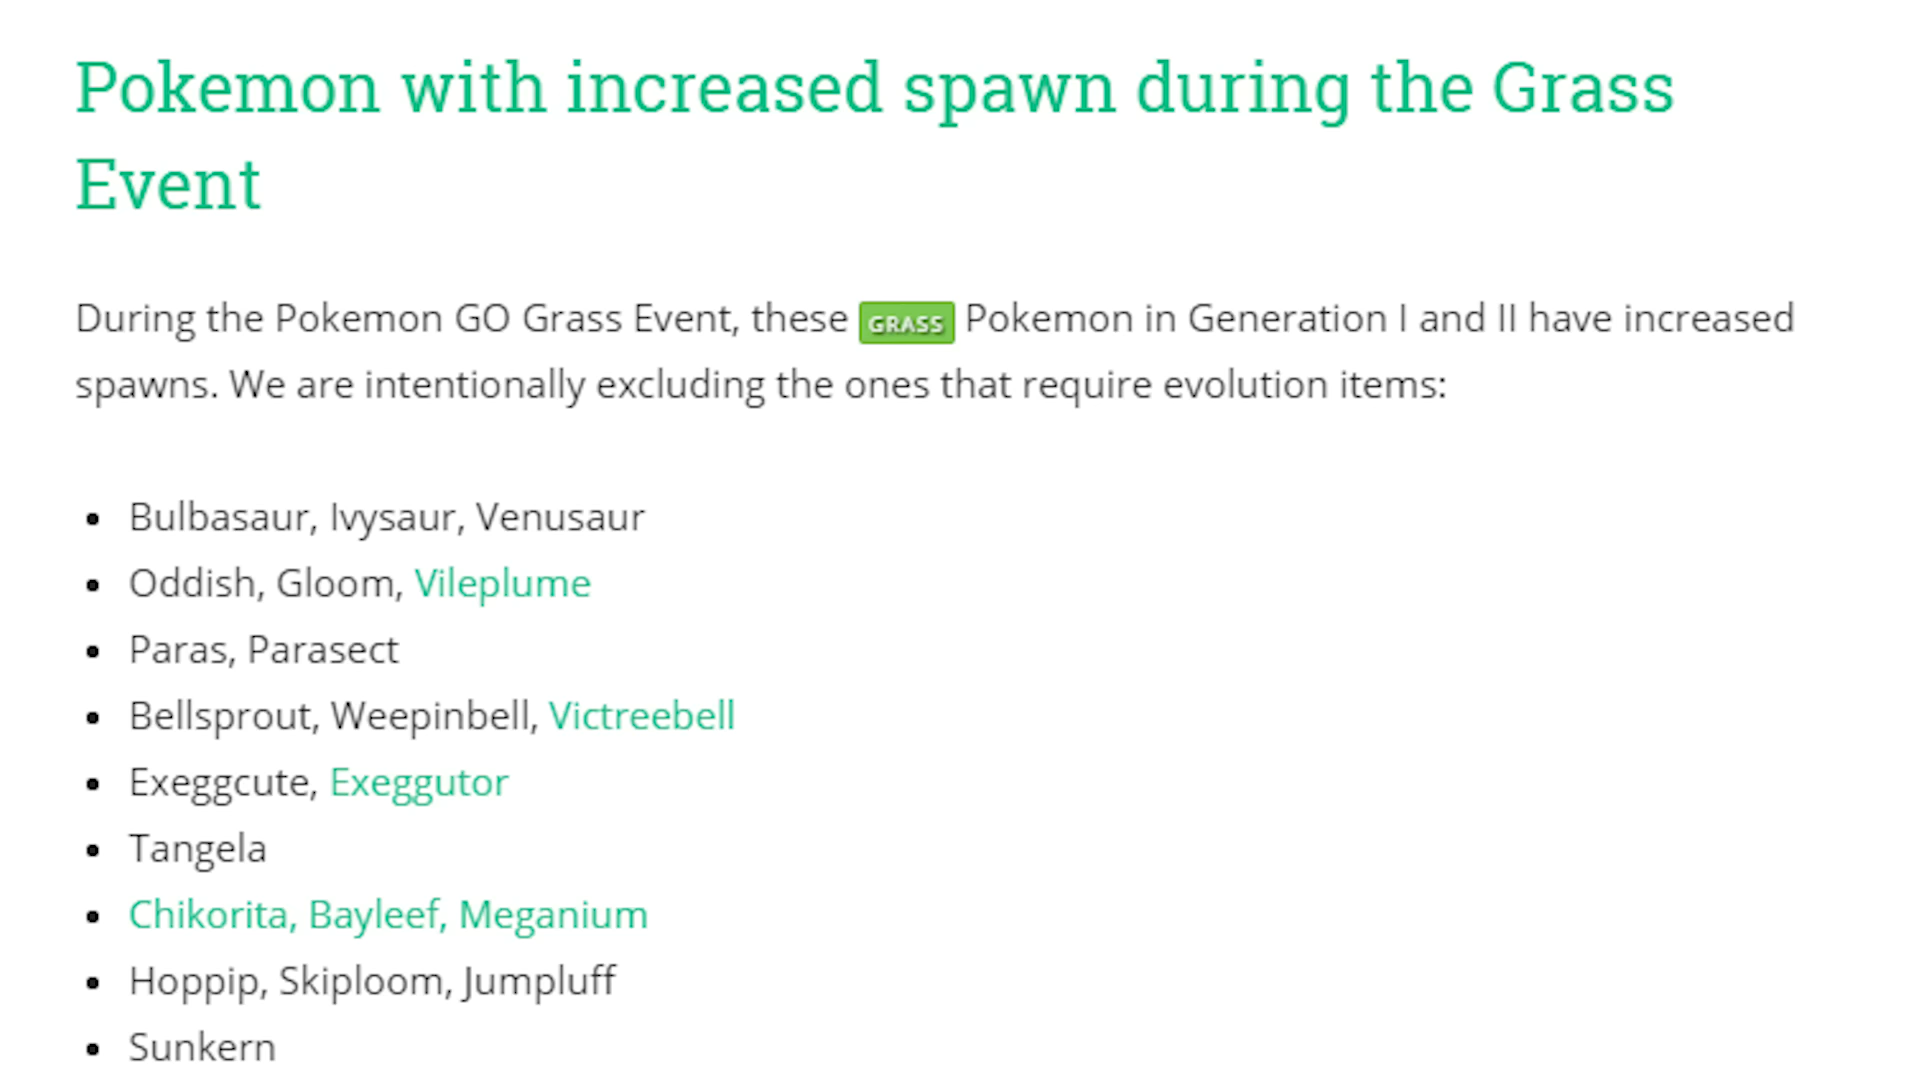 Pokemon with increased spawn during the Grass
Event
During the Pokemon GO Grass Event, these GRASS Pokemon in Generation I and II have increased
spawns. We are intentionally excluding the ones that require evolution items:
• Bulbasaur, Ivysaur, Venusaur
• Oddish, Gloom, Vileplume
• Paras, Parasect
• Bellsprout, Weepinbell, Victreebell
• Exeggcute, Exeggutor
• Tangela
• Chikorita, Bayleef, Meganium
• Hoppip, Skiploom, Jumpluff
• Sunkern